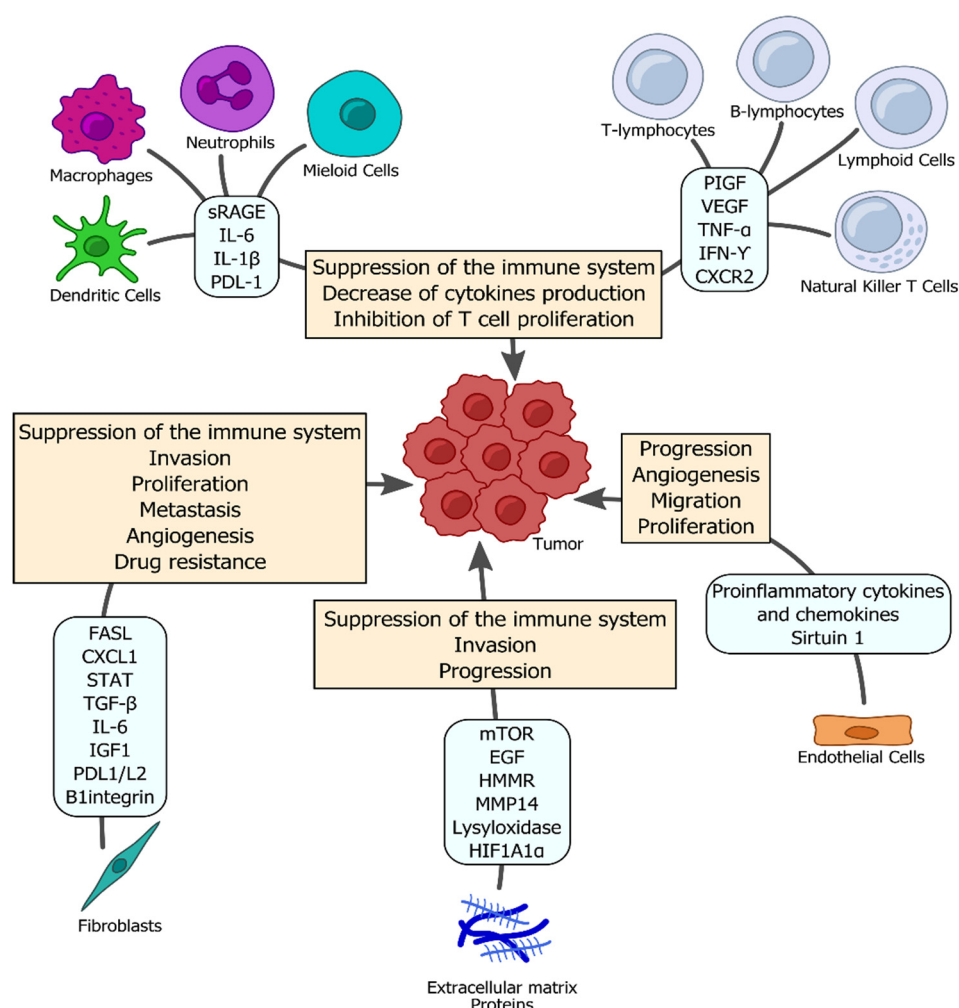 Macrophages
Neutrophils
Mieloid Cells
Dendritic Cells
sRAGE
IL-6
IL-1β
PDL-1
T-lymphocytes
B-lymphocytes
Lymphoid Cells
Natural Killer T Cells
PIGF
VEGF
TNF-α
IFN-ϒ
CXCR2
Suppression of the immune system
Decrease of cytokines production
Inhibition of T cell proliferation
Suppression of the immune system
Invasion
Proliferation
Metastasis
Angiogenesis
Drug resistance
Tumor
Progression
Angiogenesis
Migration
Proliferation
Proinflammatory cytokines
and chemokines
Sirtuin 1
Endothelial Cells
Suppression of the immune system
Invasion
Progression
FASL
CXCL1
STAT
TGF-β
IL-6
IGF1
PDL1/L2
B1integrin
Fibroblasts
mTOR
EGF
HMMR
MMP14
Lysyloxidase
HIF1A1α
Extracellular matrix
Proteins